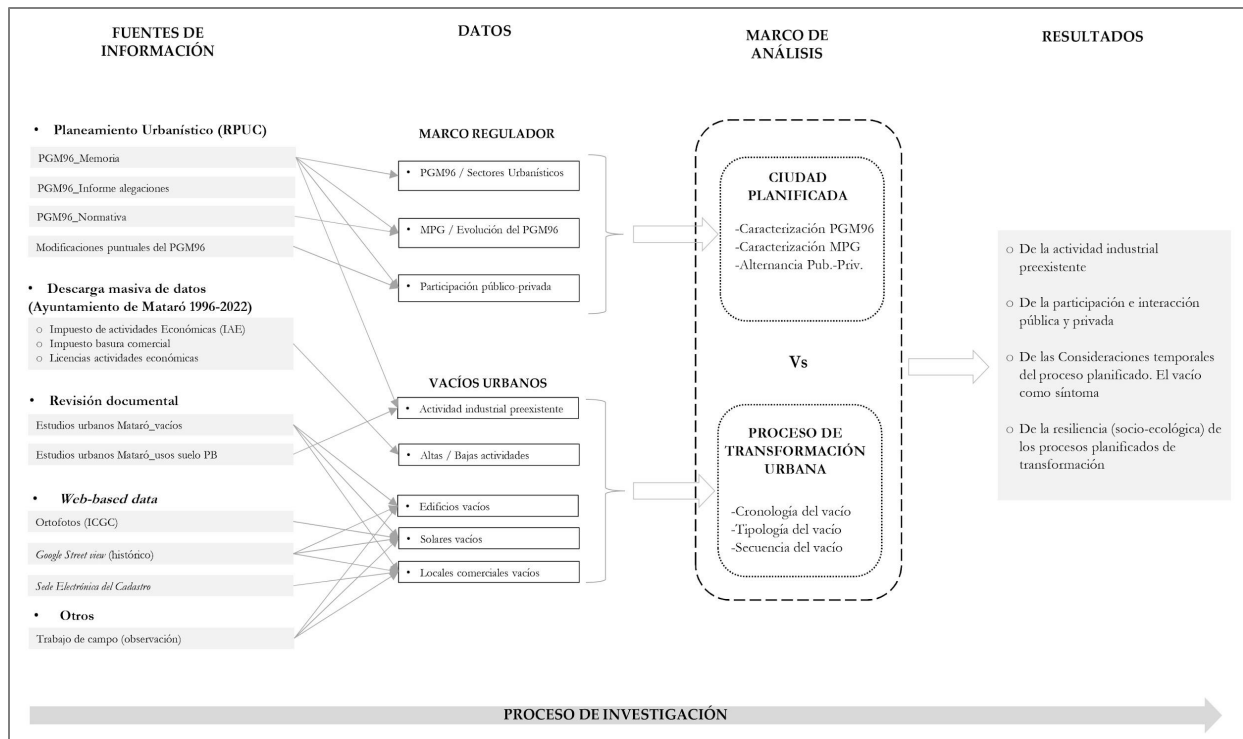 FUENTES DE
INFORMACIÓN
• Planeamiento Urbanístico (RPUC)
PGM96_Memoria
PGM96_Informe alegaciones
PGM96_Normativa
Modificaciones puntuales del PGM96
• Descarga masiva de datos
(Ayuntamiento de Mataró 1996-2022)
○ Impuesto de actividades Económicas (IAE)
○ Impuesto basura comercial
○ Licencias actividades económicas
• Revisión documental
Estudios urbanos Mataró_vacíos
Estudios urbanos Mataró_usos suelo PB
• Web-based data
Ortofotos (ICGC)
Google Street view (histórico)
Sede Electrónica del Cadastro
• Otros
Trabajo de campo (observación)
DATOS
MARCO REGULADOR
• PGM96 / Sectores Urbanísticos
• MPG / Evolución del PGM96
• Participación público-privada
VACÍOS URBANOS
• Actividad industrial preexistente
• Altas / Bajas actividades
• Edificios vacíos
• Solares vacíos
• Locales comerciales vacíos
MARCO DE
ANÁLISIS
CIUDAD
PLANIFICADA
-Caracterización PGM96
-Caracterización MPG
-Alternancia Pub.-Priv.
Vs
PROCESO DE
TRANSFORMACIÓN
URBANA
-Cronología del vacío
-Tipología del vacío
-Secuencia del vacío
RESULTADOS
○ De la actividad industrial
preexistente
○ De la participación e interacción
pública y privada
○ De las Consideraciones temporales
del proceso planificado. El vacío
como síntoma
○ De la resiliencia (socio-ecológica) de
los procesos planificados de
transformación
PROCESO DE INVESTIGACIÓN